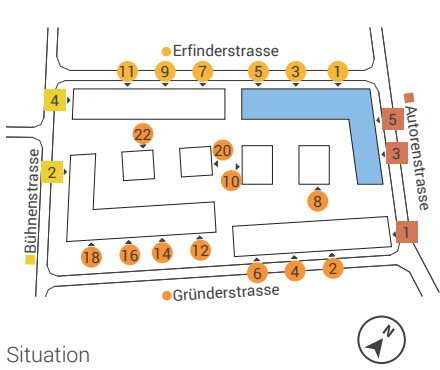 Erfinderstrasse
11 9 7 5 3 1
4
Autorenstrasse
5
22
20
3
Bühnenstrasse
2
10
8
1
18 16 14 12
6 4 2
Gründerstrasse
N
Situation